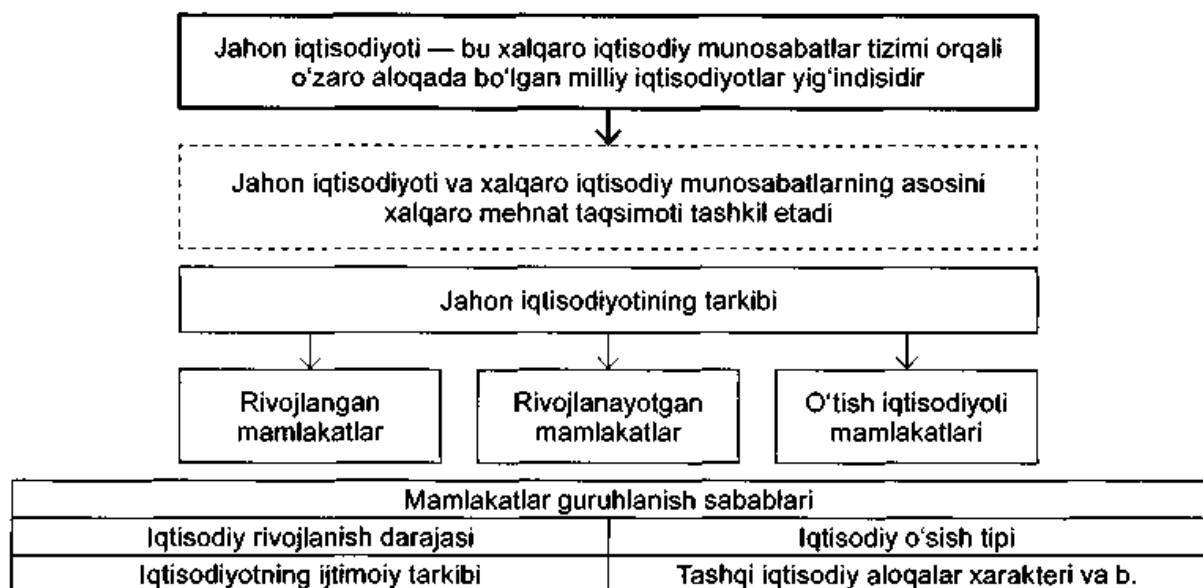 Jahon iqtisodiyoti — bu xalqaro iqtisodiy munosabatlar tizimi orqali
o‘zaro aloqada bo‘lgan milliy iqtisodiyotlar yig‘indisidir
Jahon iqtisodiyoti va xalqaro iqtisodiy munosabatlarning asosini
xalqaro mehnat taqsimoti tashkil etadi
Jahon iqtisodiyotining tarkibi
Rivojlangan
mamlakatlar
Rivojlanayotgan
mamlakatlar
O‘tish iqtisodiyoti
mamlakatlari
Mamlakatlar guruhlanish sabablari
Iqtisodiy rivojlanish darajasi
Iqtisodiy o‘sish tipi
Iqtisodiyotning ijtimoiy tarkibi
Tashqi iqtisodiy aloqalar xarakteri va b.